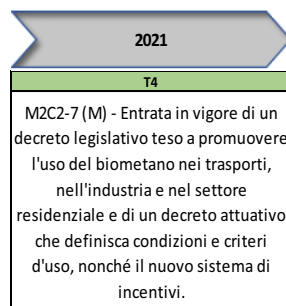 2021
T4
M2C2-7 (M) - Entrata in vigore di un
decreto legislativo teso a promuovere
l'uso del biometano nei trasporti,
nell'industria e nel settore
residenziale e di un decreto attuativo
che definisca condizioni e criteri
d'uso, nonché il nuovo sistema di
incentivi.